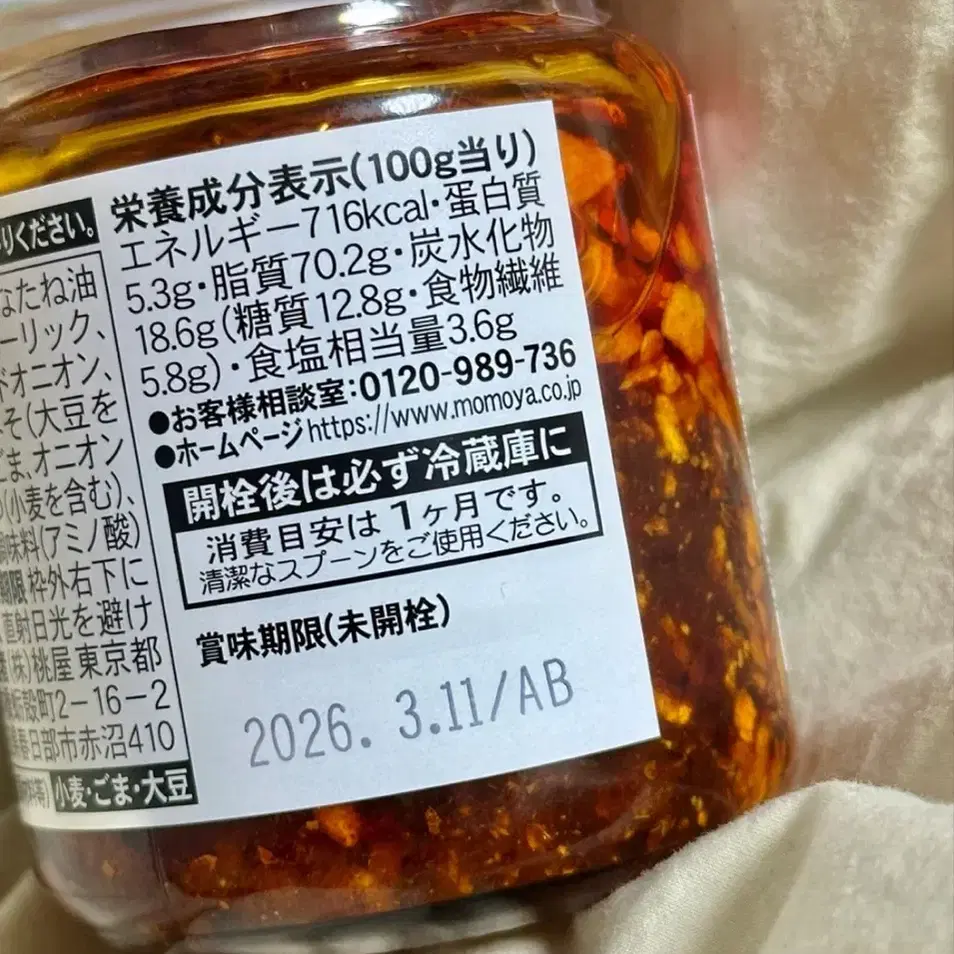 りください。
なたね油
ーリック、
ドオニオン、
そ(大豆を
ごま、オニオン
(小麦を含む)、
味料(アミノ酸)
期限 枠外右下に
直射日光を避け
(株)桃屋 東京都
殻町2-16-2
春日部市赤沼410
小麦・ごま・大豆
栄養成分表示(100g当り)
エネルギー716kcal・蛋白質
5.3g・脂質70.2g・炭水化物
18.6g(糖質12.8g・食物繊維
5.8g)・食塩相当量3.6g
●お客様相談室:0120-989-736
●ホームページhttps://www.momoya.co.jp
開栓後は必ず冷蔵庫に
消費目安は1ヶ月です。
清潔なスプーンをご使用ください。
賞味期限(未開栓)
2026. 3.11/AB